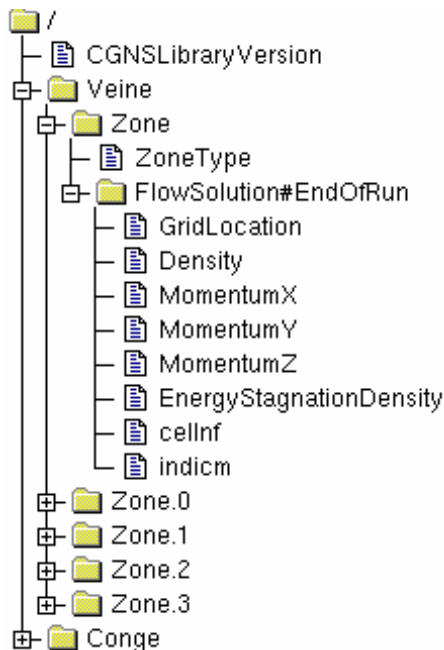 /
CGNSLibraryVersion
Veine
Zone
ZoneType
FlowSolution#EndOfRun
GridLocation
Density
MomentumX
MomentumY
MomentumZ
EnergyStagnationDensity
cellnf
indicm
Zone.0
Zone.1
Zone.2
Zone.3
Conge